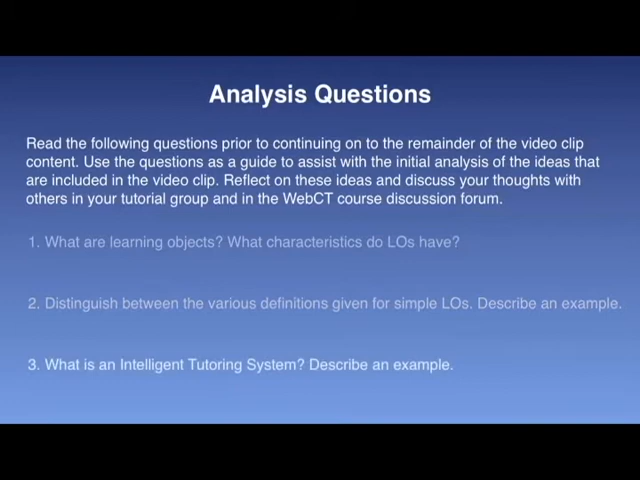 Analysis Questions
Read the following questions prior to continuing on to the remainder of the video clip
content. Use the questions as a guide to assist with the initial analysis of the ideas that
are included in the video clip. Reflect on these ideas and discuss your thoughts with
others in your tutorial group and in the WebCT course discussion forum.
1. What are learning objects? What characteristics do LOs have?
2. Distinguish between the various definitions given for simple LOs. Describe an example.
3. What is an Intelligent Tutoring System? Describe an example.